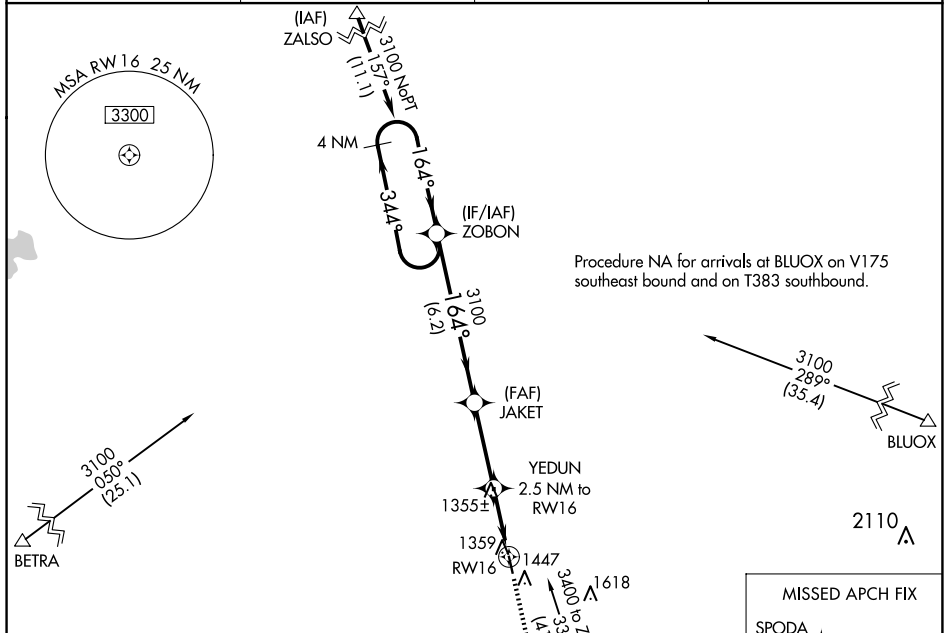 (IAF)
ZALSO
3100 NoPT
157°
(11.1)
MSA RW16 25 NM
3300
4 NM
164°
344°
(IF/IAF)
ZOBON
Procedure NA for arrivals at BLUOX on V175
southeast bound and on T383 southbound.
3100
164°
(6.2)
3100
289°
(35.4)
BLUOX
(FAF)
JAKET
3100
050°
(25.1)
BETRA
YEDUN
2.5 NM to
RW16
1355±
2110
1359
RW16
1447
1618
3400 to
MISSED APCH FIX
SPODA